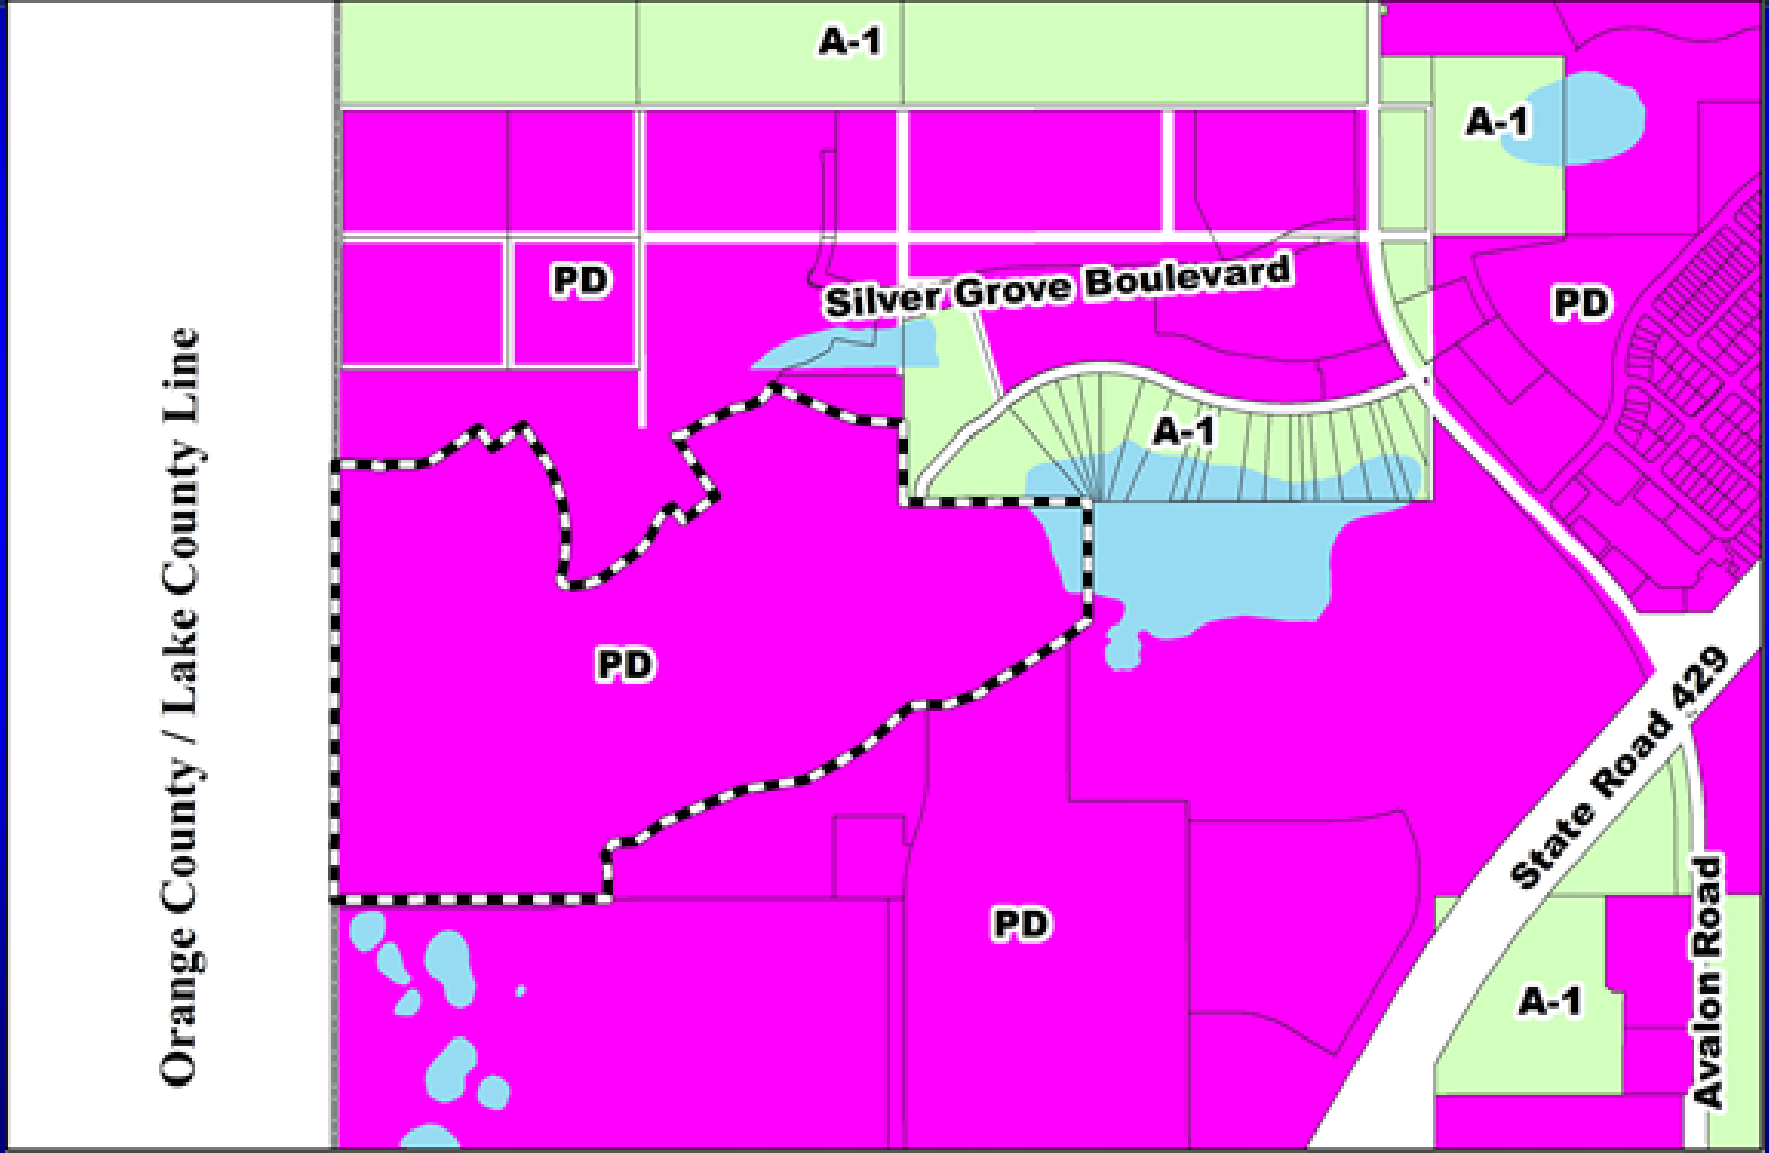 A-1
A-1
PD
Silver Grove Boulevard
PD
A-1
Orange County / Lake County Line
PD
State Road 429
PD
A-1
Avalon Road